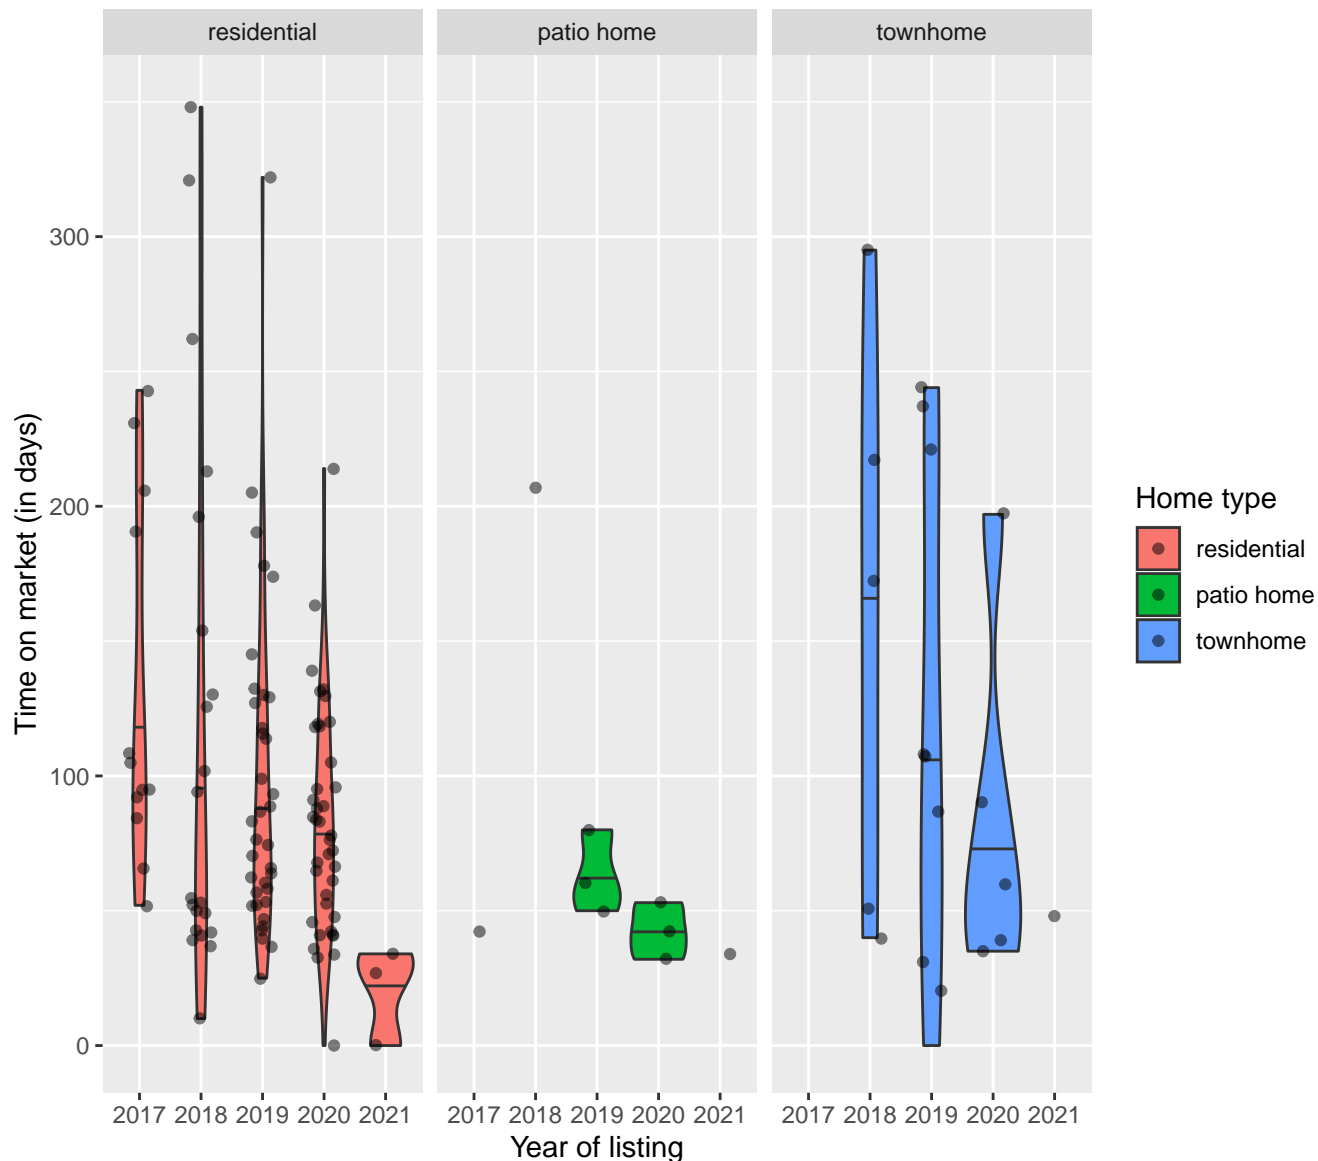 residential patio home townhome
Time on market (in days)
300
200
100
0
2017 2018 2019 2020 2021 2017 2018 2019 2020 2021 2017 2018 2019 2020 2021
Year of listing
Home type
residential
patio home
townhome